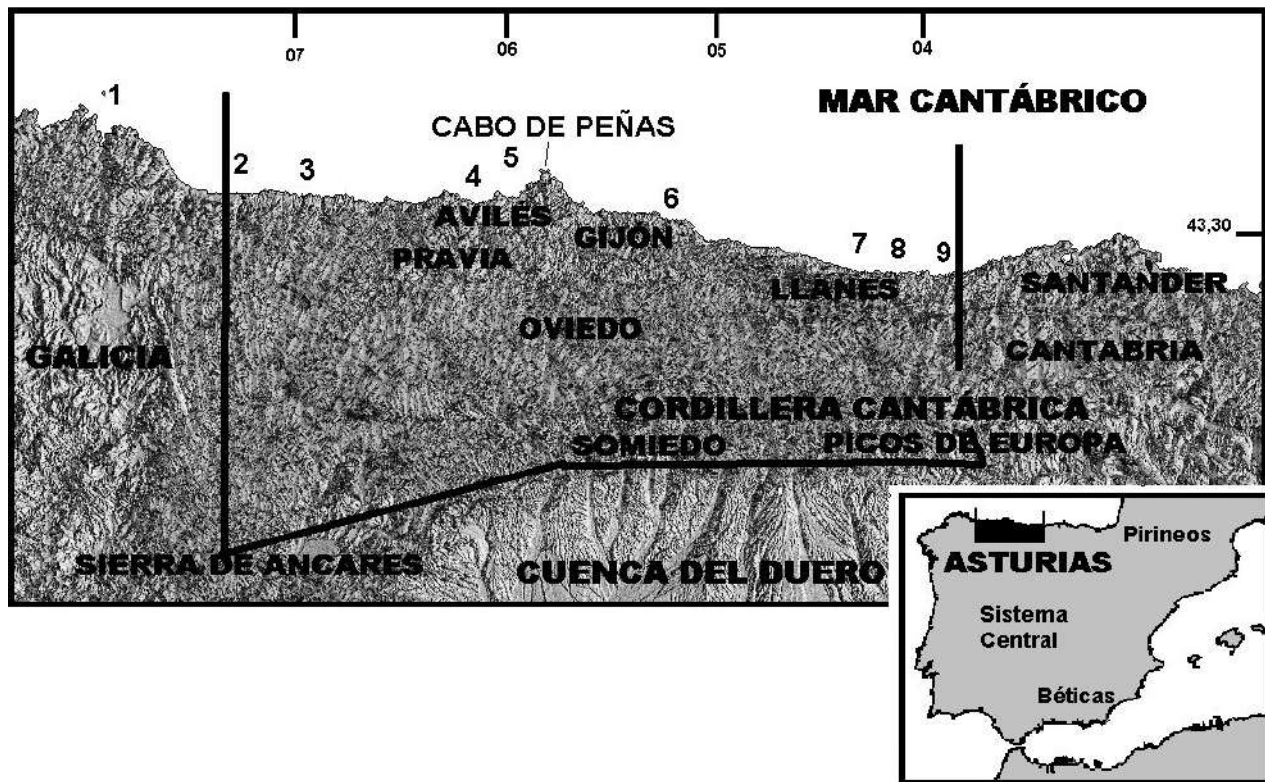 07 06 05 04
1
MAR CANTÁBRICO
CABO DE PEÑAS
2 3 4 5 6
AVILES
GIJÓN
43,30
PRAVIA
7 8 9
LLANES
SANTANDER
OVIEDO
GALICIA
CANTABRIA
CORDILLERA CANTÁBRICA
SOMIEDO
PICOS DE EUROPA
SIERRA DE ANCARES
CUENCA DEL DUERO
Pirineos
ASTURIAS
Sistema
Central
Béticas